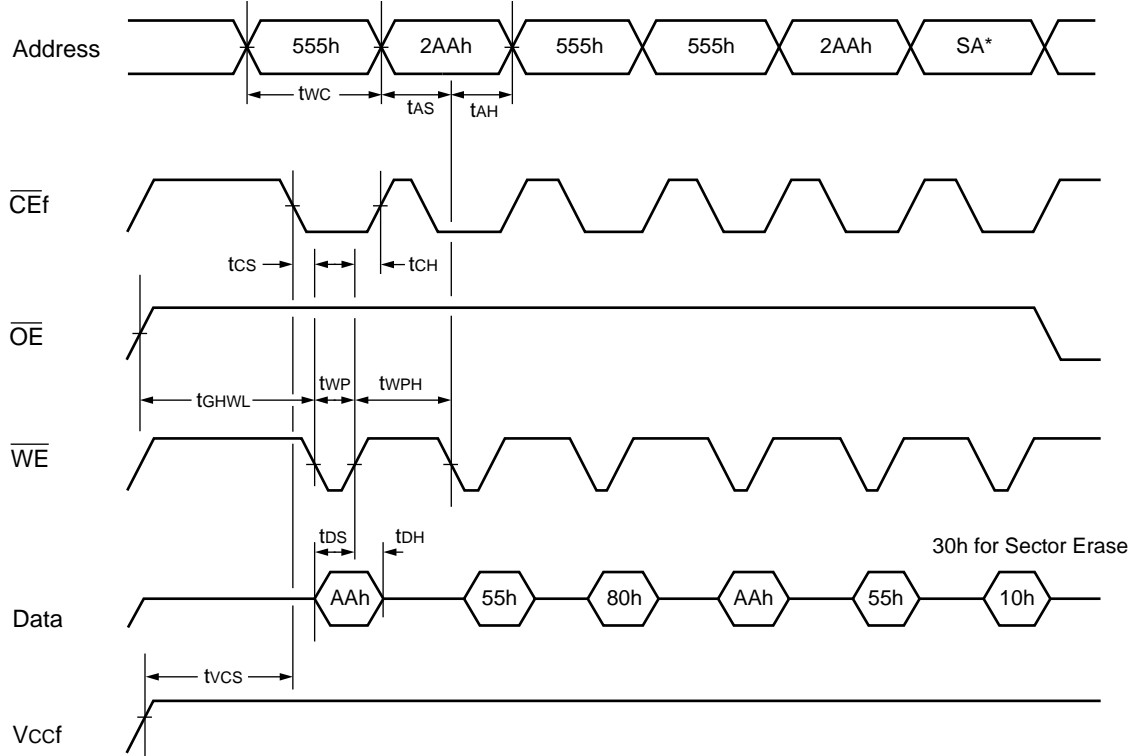 Address 555h 2AAh 555h 555h 2AAh SA*
tWC tAS tAH
CEf
tCS tCH
OE
tGHWL tWP tWPH
WE
tDS tDH
30h for Sector Erase
Data AAh 55h 80h AAh 55h 10h
tVCS
VCCf